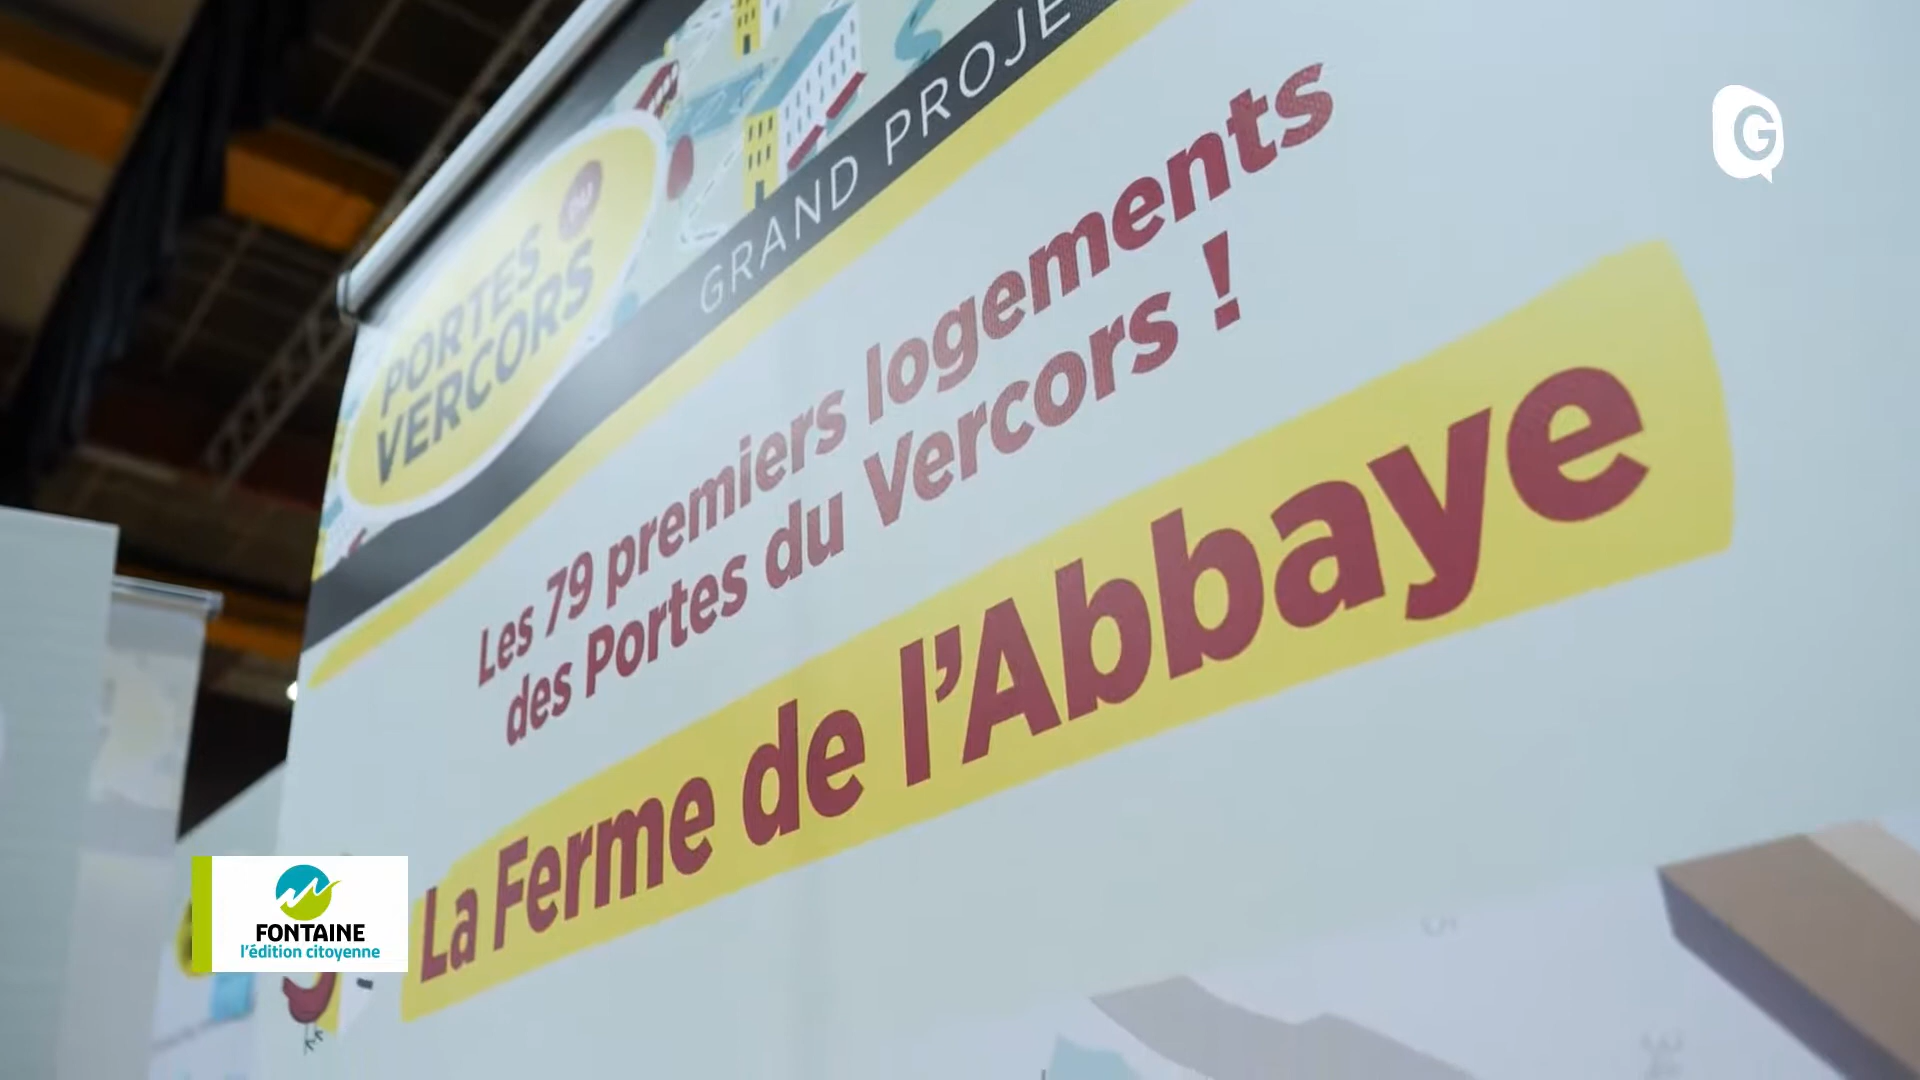 G
PORTES
DU
VERCORS
GRAND PROJE
Les 79 premiers logements
des Portes du Vercors !
La Ferme de l'Abbaye
FONTAINE
l'édition citoyenne